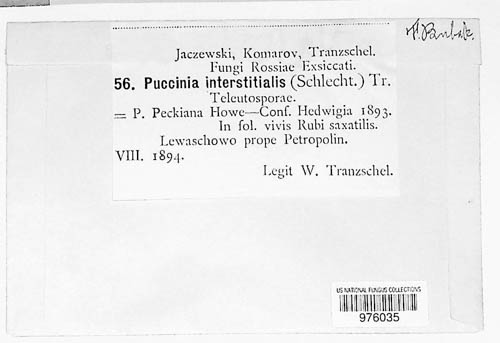 Jaczewski, Komarov, Tranzschel.
Fungi Rossiae Exsiccati.
56. Puccinia interstitialis (Schlecht.) Tr.
Teleutosporae.
= P. Peckiana Howe—Conf. Hedwigia 1893.
In fol. vivis Rubi saxatilis.
Lewaschowo prope Petropolin.
VIII. 1894.
Legit W. Tranzschel.
US NATIONAL FUNGUS COLLECTIONS
976035